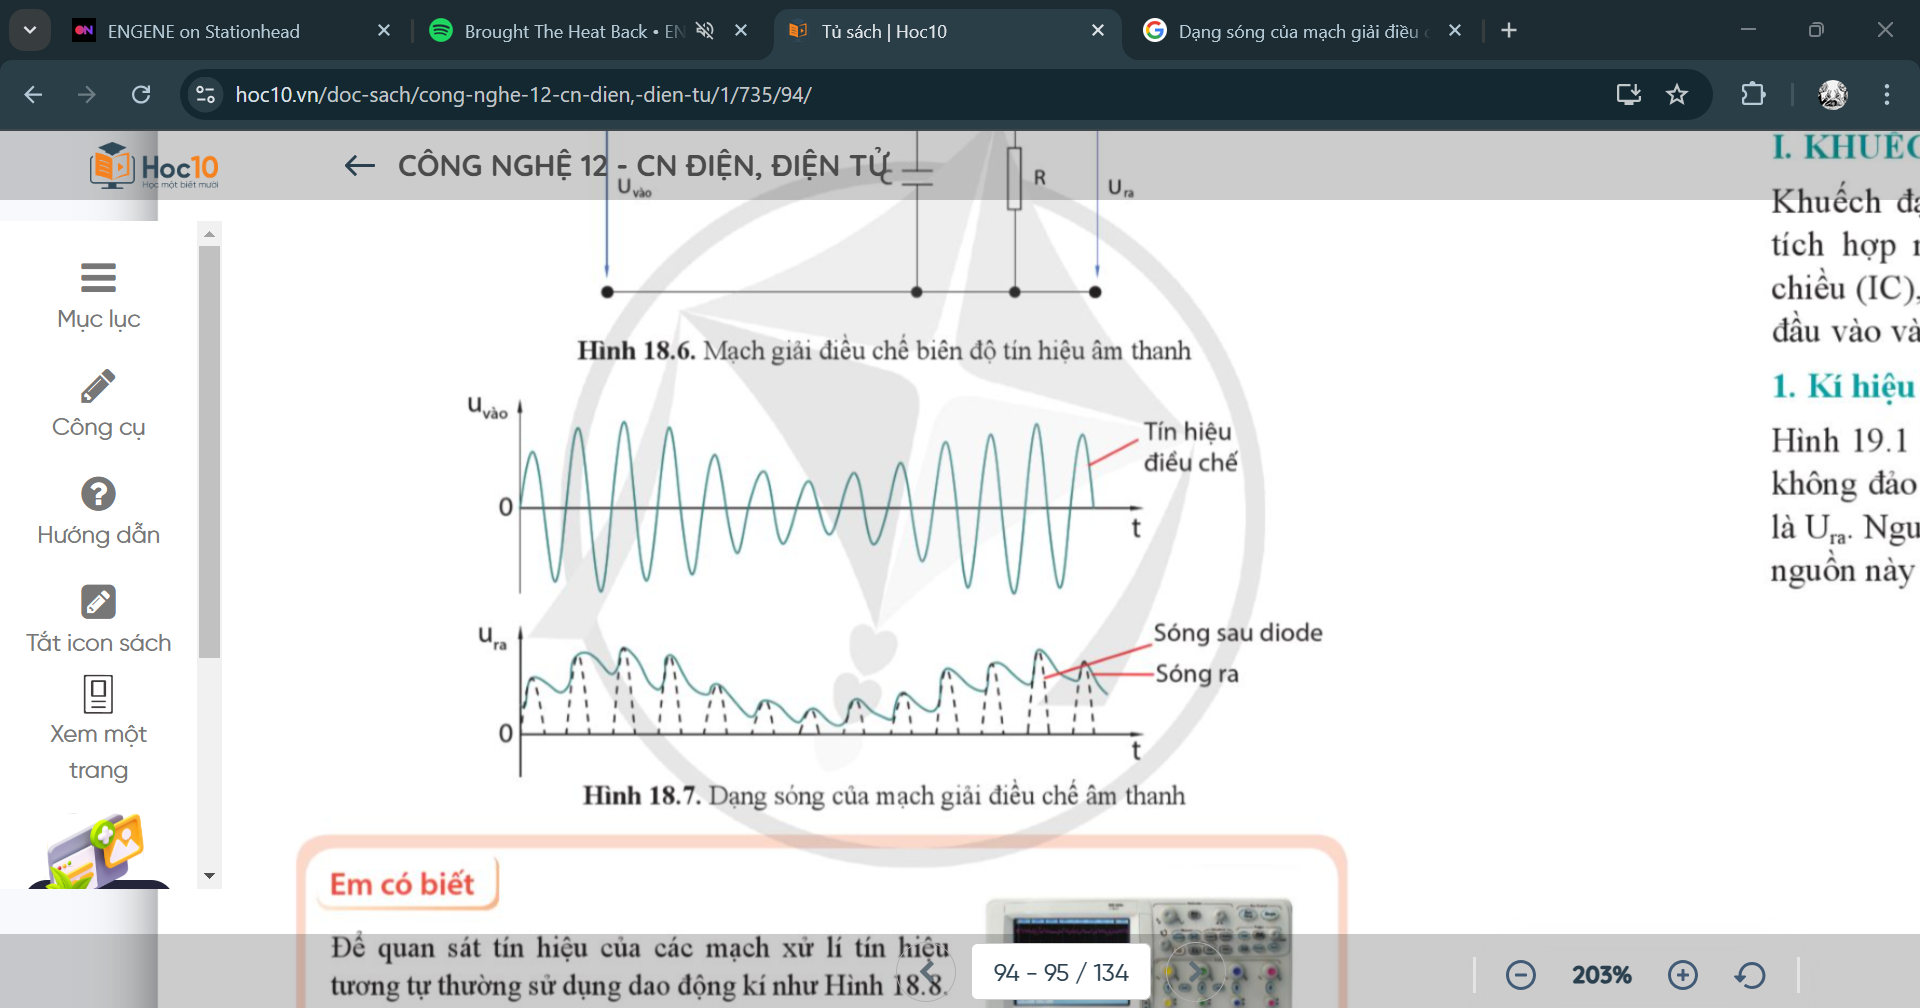 ENGENE on Stationhead
Brought The Heat Back • EN
Tủ sách | Hoc10
Dạng sóng của mạch giải điều c
hoc10.vn/doc-sach/cong-nghe-12-cn-dien,-dien-tu/1/735/94/
Hoc10
Học một biết mười
CÔNG NGHỆ 12 - CN ĐIỆN, ĐIỆN TỬ
Mục lục
Công cụ
Hướng dẫn
Tắt icon sách
Xem một
trang
Uvào
C
R
Ura
Hình 18.6. Mạch giải điều chế biên độ tín hiệu âm thanh
uvào
0
t
Tín hiệu
điều chế
ura
0
t
Sóng sau diode
Sóng ra
Hình 18.7. Dạng sóng của mạch giải điều chế âm thanh
Em có biết
Để quan sát tín hiệu của các mạch xử lí tín hiệu
tương tự thường sử dụng dao động kí như Hình 18.8.
I. KHUẾC
Khuếch đạ
tích hợp
chiều (IC),
đầu vào và
1. Kí hiệu
Hình 19.1
không đảo
là Ura. Ngu
nguồn này
94 - 95 / 134
203%